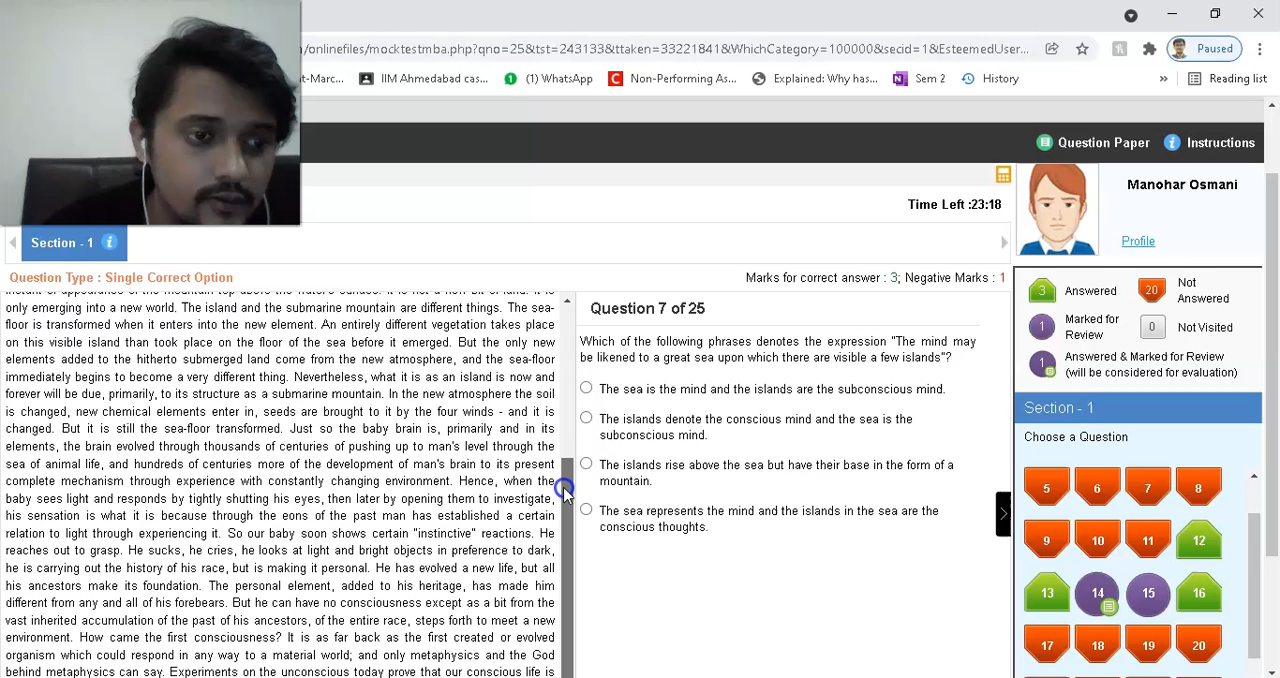 /onlinefiles/mocktestmba.php?qno=25&tst=243133&ttaken=33221841&WhichCategory=100000&secid=1&EsteemedUser...
Paused
t-Marc...
IIM Ahmedabad cas...
(1) WhatsApp
Non-Performing As...
Explained: Why has...
Sem 2
History
»
Reading list
Question Paper
Instructions
Manohar Osmani
Profile
Time Left :23:18
Section - 1
Question Type : Single Correct Option
Marks for correct answer : 3; Negative Marks : 1
only emerging into a new world. The island and the submarine mountain are different things. The sea-
floor is transformed when it enters into the new element. An entirely different vegetation takes place
on this visible island than took place on the floor of the sea before it emerged. But the only new
elements added to the hitherto submerged land come from the new atmosphere, and the sea-floor
immediately begins to become a very different thing. Nevertheless, what it is as an island is now and
forever will be due, primarily, to its structure as a submarine mountain. In the new atmosphere the soil
is changed, new chemical elements enter in, seeds are brought to it by the four winds - and it is
changed. But it is still the sea-floor transformed. Just so the baby brain is, primarily and in its
elements, the brain evolved through thousands of centuries of pushing up to man's level through the
sea of animal life, and hundreds of centuries more of the development of man's brain to its present
complete mechanism through experience with constantly changing environment. Hence, when the
baby sees light and responds by tightly shutting his eyes, then later by opening them to investigate,
his sensation is what it is because through the eons of the past man has established a certain
relation to light through experiencing it. So our baby soon shows certain "instinctive" reactions. He
reaches out to grasp. He sucks, he cries, he looks at light and bright objects in preference to dark,
he is carrying out the history of his race, but is making it personal. He has evolved a new life, but all
his ancestors make its foundation. The personal element, added to his heritage, has made him
different from any and all of his forebears. But he can have no consciousness except as a bit from the
vast inherited accumulation of the past of his ancestors, of the entire race, steps forth to meet a new
environment. How came the first consciousness? It is as far back as the first created or evolved
organism which could respond in any way to a material world; and only metaphysics and the God
behind metaphysics can say. Experiments on the unconscious today prove that our conscious life is
Question 7 of 25
Which of the following phrases denotes the expression "The mind may
be likened to a great sea upon which there are visible a few islands"?
The sea is the mind and the islands are the subconscious mind.
The islands denote the conscious mind and the sea is the
subconscious mind.
The islands rise above the sea but have their base in the form of a
mountain.
The sea represents the mind and the islands in the sea are the
conscious thoughts.
3 Answered
20 Not Answered
1 Marked for Review
0 Not Visited
1 Answered & Marked for Review
(will be considered for evaluation)
Section - 1
Choose a Question
5 6 7 8
9 10 11 12
13 14 15 16
17 18 19 20